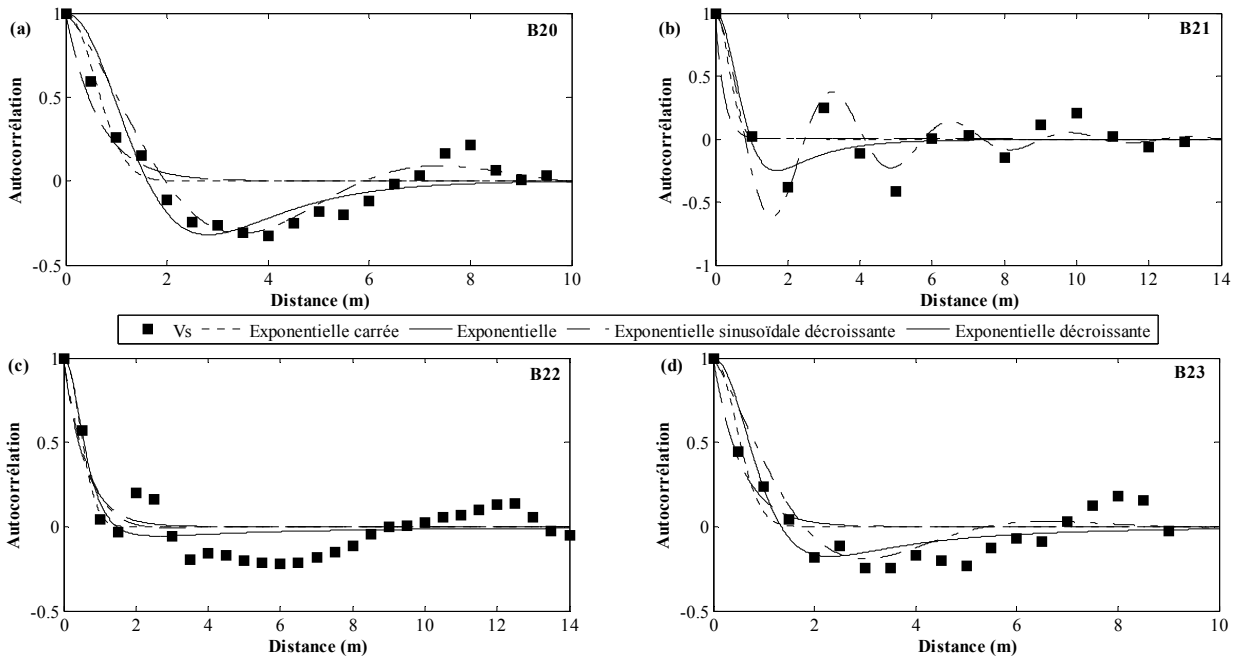 (a)
B20
Autocorrélation
1
0.5
0
-0.5
0 2 4 6 8 10
Distance (m)
(b)
B21
Autocorrélation
1
0.5
0
-0.5
-1
0 2 4 6 8 10 12 14
Distance (m)
Vs Exponentielle carrée Exponentielle Exponentielle sinusoïdale décroissante Exponentielle décroissante
(c)
B22
Autocorrélation
1
0.5
0
-0.5
0 2 4 6 8 10 12 14
Distance (m)
(d)
B23
Autocorrélation
1
0.5
0
-0.5
0 2 4 6 8 10
Distance (m)